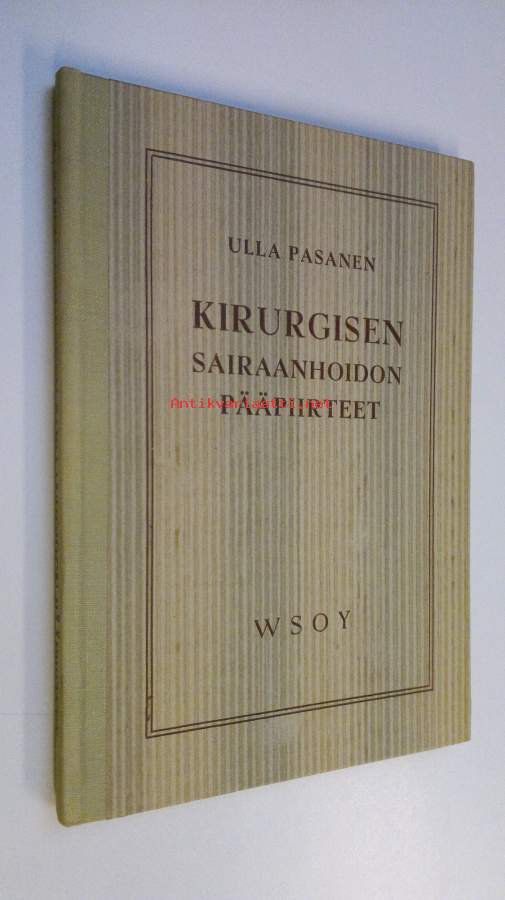 ULLA PASANEN
KIRURGISEN
SAIRAANHOIDON
Antikvariaatti.net
PÄÄPIIRTEET
WSOY